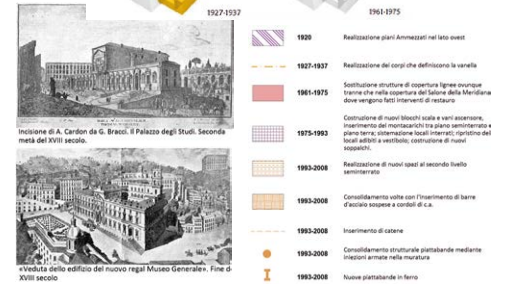 1927-1937
1961-1975
Incisione di A. Cardon da G. Bracci. Il Palazzo degli Studi. Seconda
metà del XVIII secolo.
«Veduta dello edificio del nuovo regal Museo Generale». Fine d
XVIII secolo
1920
Realizzazione piani Ammezzati nel lato ovest
1927-1937
Realizzazione dei corpi che definiscono la vanella
1961-1975
Sostituzione strutture di copertura lignee ovunque
tranne che nella copertura del Salone della Meridiana
dove vengono fatti interventi di restauro
1975-1993
Costruzione di nuovi blocchi scala e vani ascensore,
inserimento del montacarichi tra piano seminterrato e
piano terra; sistemazione locali interrati; ripristino dei
locali adibiti a vestibolo; costruzione di nuovi
soppalchi.
1993-2008
Realizzazione di nuovi spazi al secondo livello
seminterrato
1993-2008
Consolidamento volte con l'inserimento di barre
d'acciaio sospese a cordoli di c.a.
1993-2008
Inserimento di catene
1993-2008
Consolidamento strutturale piattabande mediante
iniezioni armate nella muratura
1993-2008
Nuove piattabande in ferro